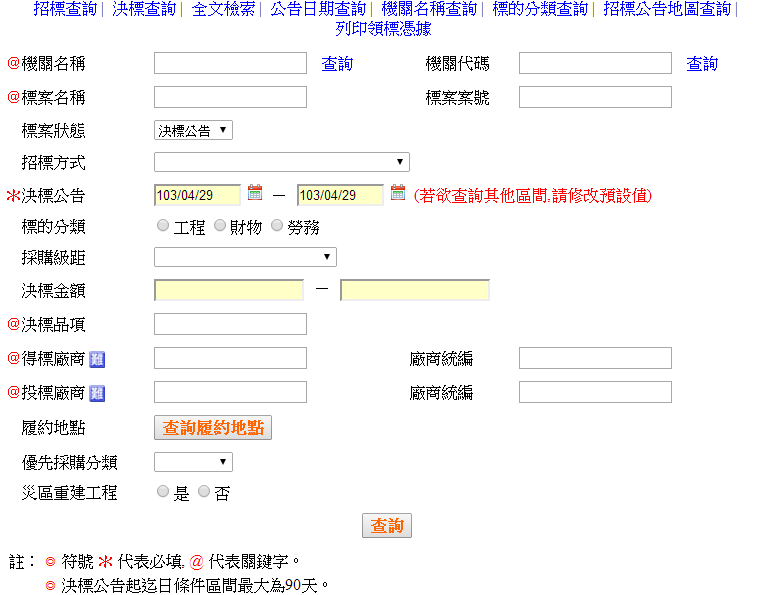 招標查詢| 決標查詢| 全文檢索| 公告日期查詢| 機關名稱查詢| 標的分類查詢| 招標公告地圖查詢|
列印領標憑據
@機關名稱 查詢 機關代碼 查詢
@標案名稱 標案案號
標案狀態 決標公告
招標方式
＊決標公告 103/04/29 － 103/04/29 (若欲查詢其他區間,請修改預設值)
標的分類 工程 財物 勞務
採購級距
決標金額 －
@決標品項
@得標廠商 難 廠商統編
@投標廠商 難 廠商統編
履約地點 查詢履約地點
優先採購分類
災區重建工程 是 否
查詢
註： ◎ 符號 ＊ 代表必填, @ 代表關鍵字。
◎ 決標公告起迄日條件區間最大為90天。